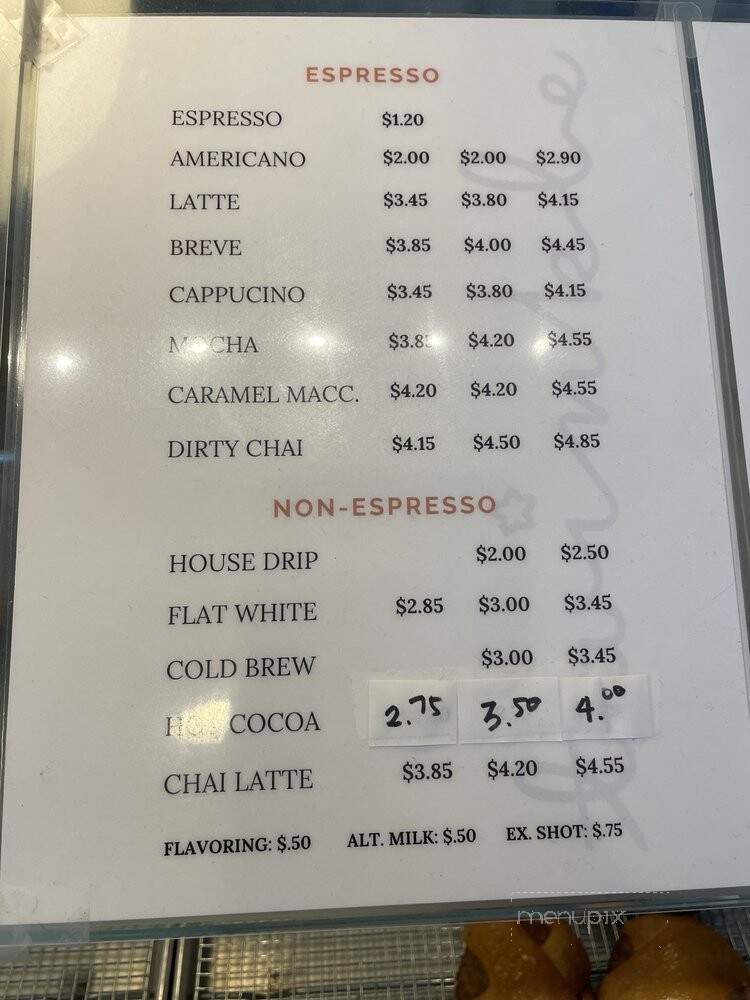 ESPRESSO
ESPRESSO $1.20
AMERICANO $2.00 $2.00 $2.90
LATTE $3.45 $3.80 $4.15
BREVE $3.85 $4.00 $4.45
CAPPUCINO $3.45 $3.80 $4.15
MOCHA $3.85 $4.20 $4.55
CARAMEL MACC. $4.20 $4.20 $4.55
DIRTY CHAI $4.15 $4.50 $4.85
NON-ESPRESSO
HOUSE DRIP $2.00 $2.50
FLAT WHITE $2.85 $3.00 $3.45
COLD BREW $3.00 $3.45
HOT COCOA 2.75 3.50 4.00
CHAI LATTE $3.85 $4.20 $4.55
FLAVORING: $.50 ALT. MILK: $.50 EX. SHOT: $.75
menupix